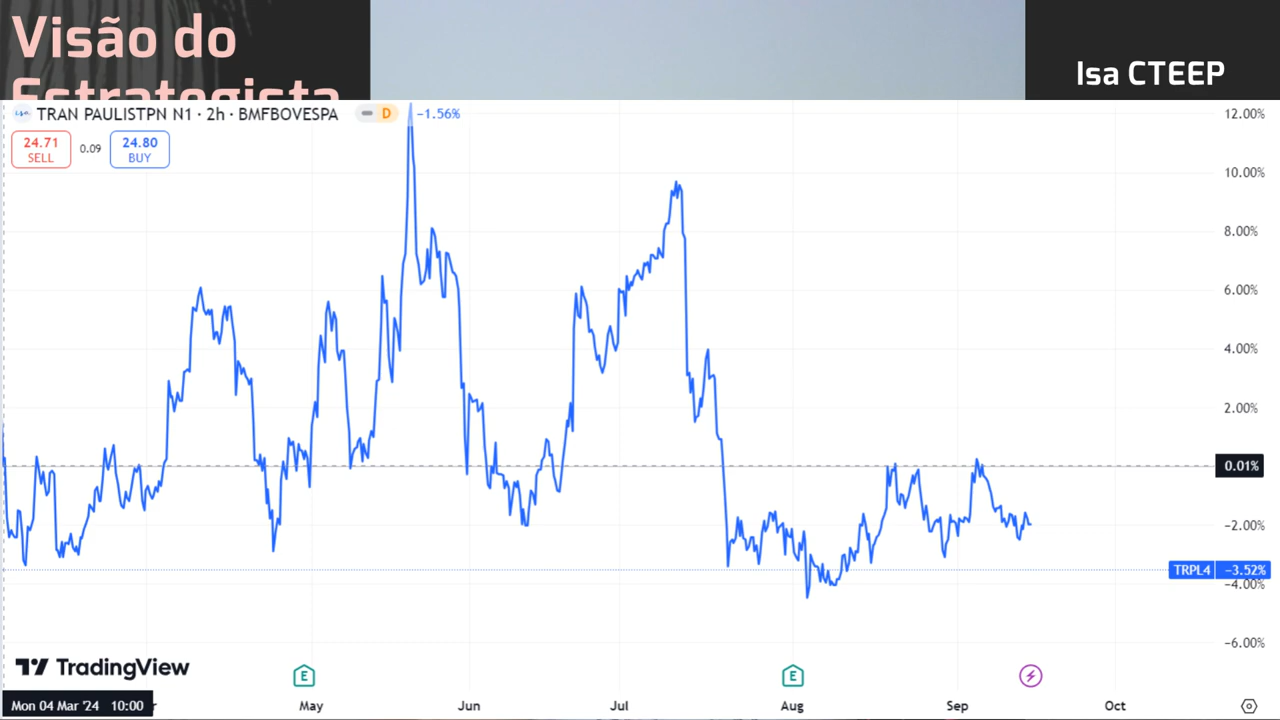 Visão do
Estrategista
Isa CTEEP
TRAN PAULISTPN N1 · 2h · BMFBOVESPA
D
−1.56%
24.71
SELL
0.09
24.80
BUY
12.00%
10.00%
8.00%
6.00%
4.00%
2.00%
0.01%
−2.00%
TRPL4 −3.52%
−4.00%
−6.00%
TradingView
E
E
Mon 04 Mar '24 10:00
May
Jun
Jul
Aug
Sep
Oct